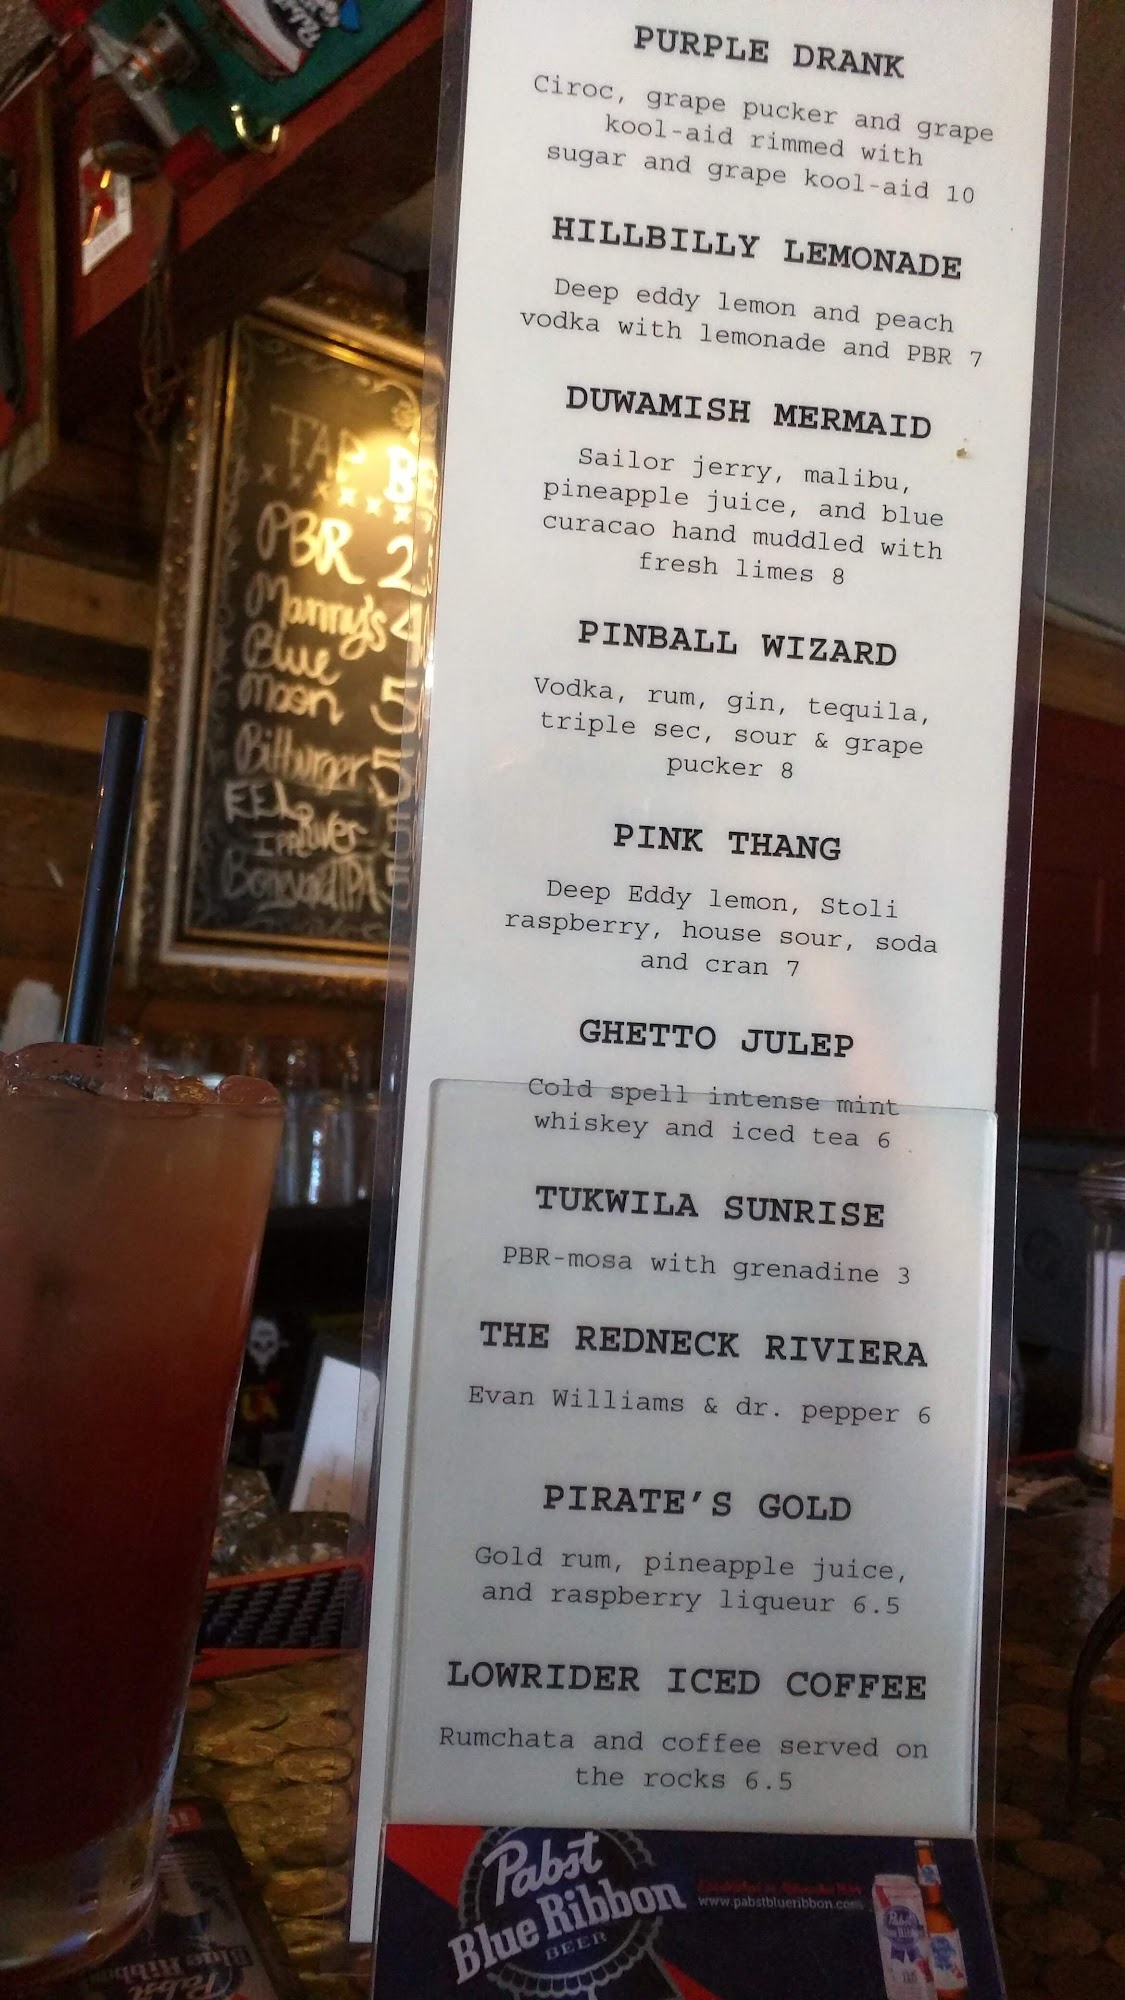 PURPLE DRANK
Ciroc, grape pucker and grape
kool-aid rimmed with
sugar and grape kool-aid 10
HILLBILLY LEMONADE
Deep eddy lemon and peach
vodka with lemonade and PBR 7
DUWAMISH MERMAID
Sailor jerry, malibu,
pineapple juice, and blue
curacao hand muddled with
fresh limes 8
PINBALL WIZARD
Vodka, rum, gin, tequila,
triple sec, sour & grape
pucker 8
PINK THANG
Deep Eddy lemon, Stoli
raspberry, house sour, soda
and cran 7
GHETTO JULEP
Cold spell intense mint
whiskey and iced tea 6
TUKWILA SUNRISE
PBR-mosa with grenadine 3
THE REDNECK RIVIERA
Evan Williams & dr. pepper 6
PIRATE'S GOLD
Gold rum, pineapple juice,
and raspberry liqueur 6.5
LOWRIDER ICED COFFEE
Rumchata and coffee served on
the rocks 6.5
Pabst
Blue Ribbon
BEER
www.pabstblueribbon.com
TAP
PBR 2
Manny's 4
Blue
Moon 5
Bitburger 5
EEL River
IPA 5